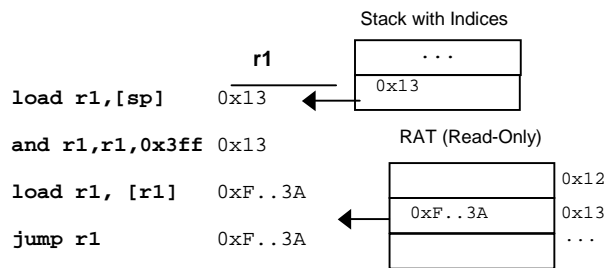 Stack with Indices
...
r1
0x13
load r1,[sp] 0x13
and r1,r1,0x3ff 0x13
RAT (Read-Only)
load r1, [r1] 0xF..3A
0x12
0xF..3A 0x13
jump r1 0xF..3A
...